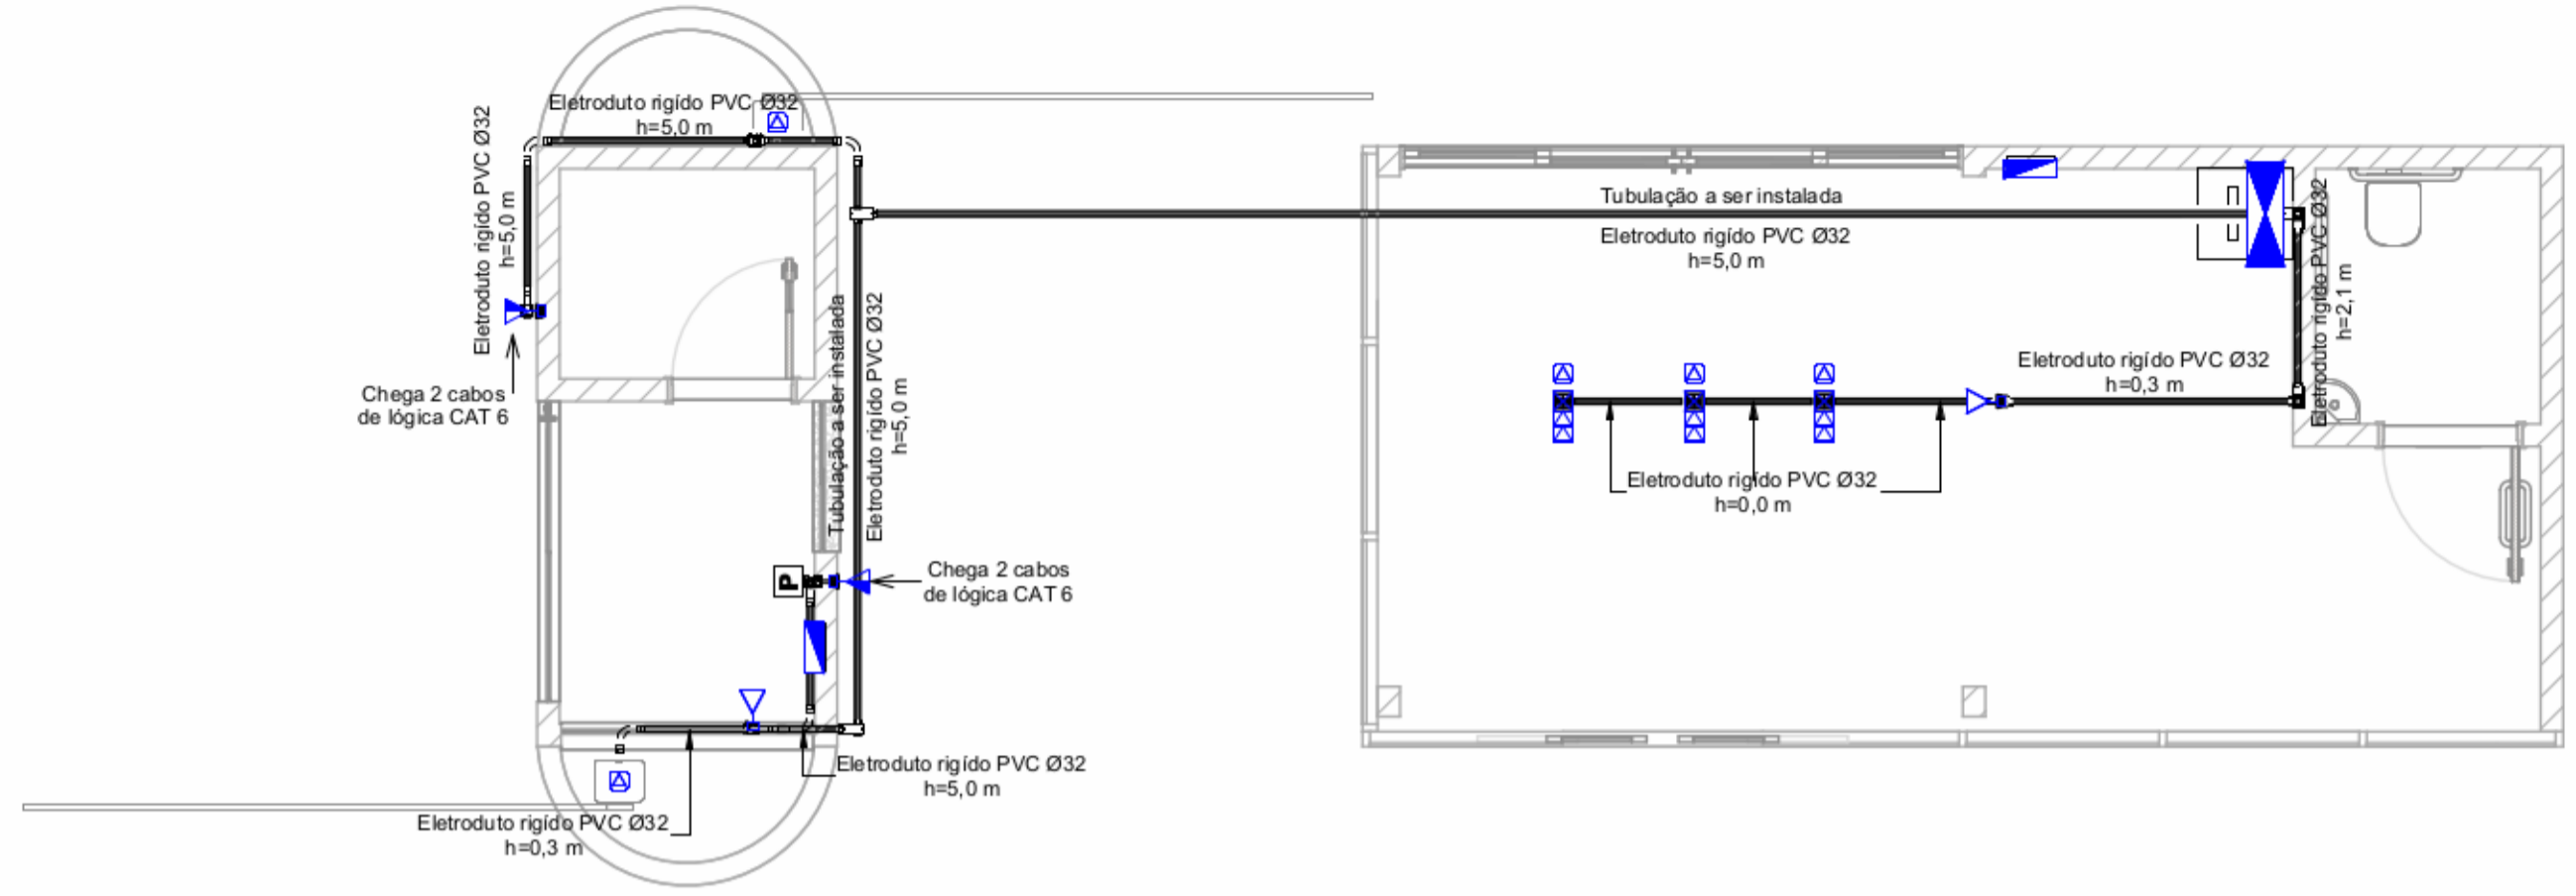 Eletroduto rigído PVC Ø32
h=5,0 m
Eletroduto rigído PVC Ø32
h=5,0 m
Chega 2 cabos
de lógica CAT 6
Tubulação a ser instalada
Eletroduto rigído PVC Ø32
h=5,0 m
P
Chega 2 cabos
de lógica CAT 6
Eletroduto rigído PVC Ø32
h=5,0 m
Eletroduto rigído PVC Ø32
h=0,3 m
Tubulação a ser instalada
Eletroduto rigído PVC Ø32
h=5,0 m
Eletroduto rigído PVC Ø32
h=2,1 m
Eletroduto rigído PVC Ø32
h=0,3 m
Eletroduto rigído PVC Ø32
h=0,0 m